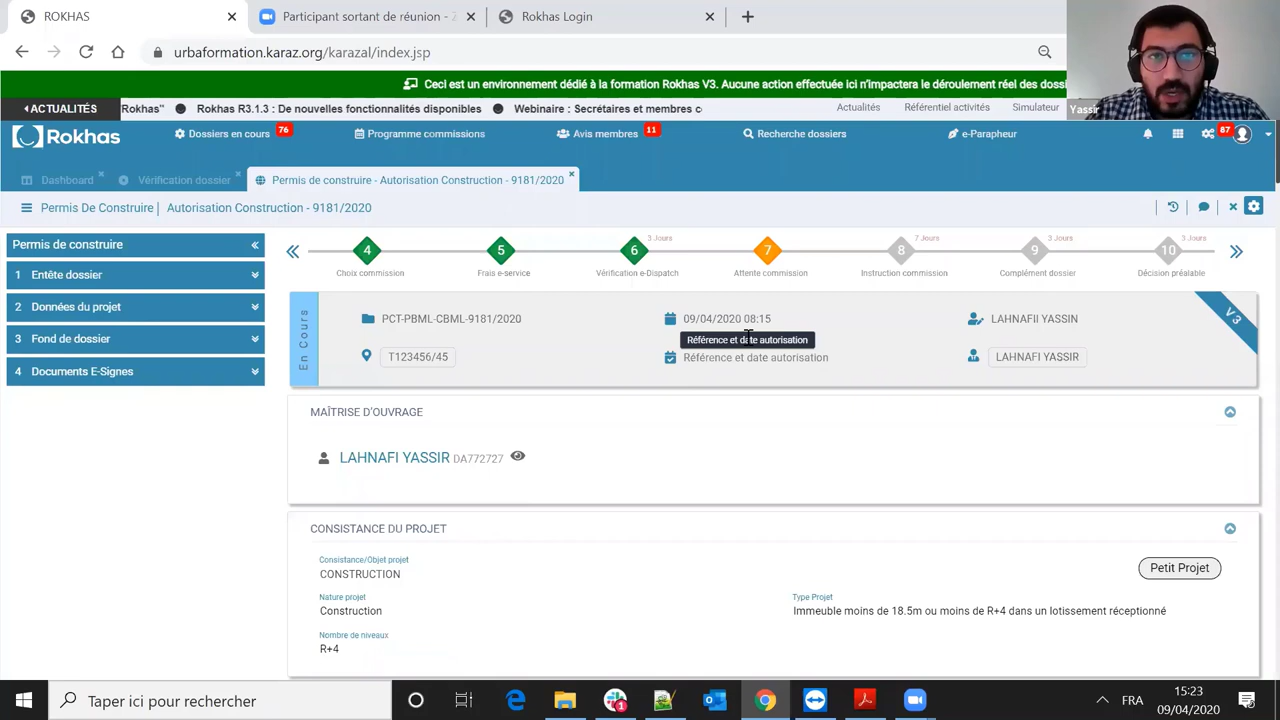 ROKHAS
Participant sortant de réunion - Z
Rokhas Login
urbaformation.karaz.org/karazal/index.jsp
Ceci est un environnement dédié à la formation Rokhas V3. Aucune action effectuée ici n'impactera le déroulement réel des doss
ACTUALITÉS
Rokhas" Rokhas R3.1.3 : De nouvelles fonctionnalités disponibles Webinaire : Secrétaires et membres c
Actualités Référentiel activités Simulateur
Yassir
Rokhas
Dossiers en cours 76
Programme commissions
Avis membres 11
Recherche dossiers
e-Parapheur
87
Dashboard
Vérification dossier
Permis de construire - Autorisation Construction - 9181/2020
Permis De Construire | Autorisation Construction - 9181/2020
Permis de construire
1 Entête dossier
2 Données du projet
3 Fond de dossier
4 Documents E-Signes
4 Choix commission
5 Frais e-service
3 Jours
6 Vérification e-Dispatch
7 Attente commission
7 Jours
8 Instruction commission
3 Jours
9 Complément dossier
3 Jours
10 Décision préalable
En Cours
PCT-PBML-CBML-9181/2020
09/04/2020 08:15
LAHNAFII YASSIN
V3
Référence et date autorisation
T123456/45
Référence et date autorisation
LAHNAFI YASSIR
MAÎTRISE D'OUVRAGE
LAHNAFI YASSIR DA772727
CONSISTANCE DU PROJET
Consistance/Objet projet
CONSTRUCTION
Petit Projet
Nature projet
Construction
Type Projet
Immeuble moins de 18.5m ou moins de R+4 dans un lotissement réceptionné
Nombre de niveaux
R+4
Taper ici pour rechercher
1
FRA
15:23
09/04/2020